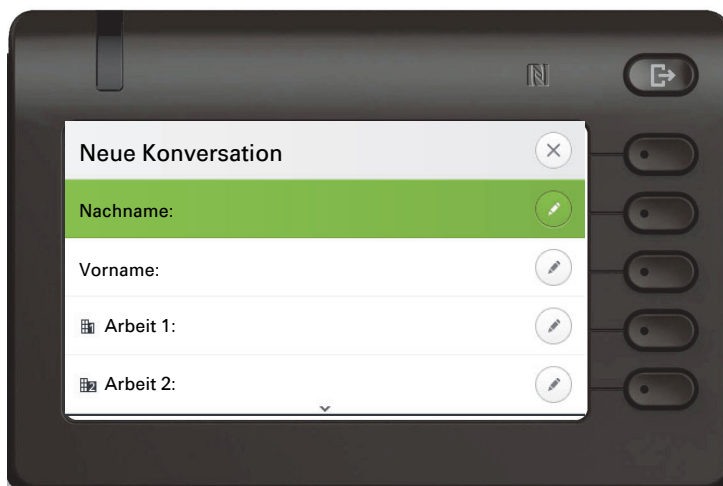 Neue Konversation
Nachname:
Vorname:
Arbeit 1:
Arbeit 2: